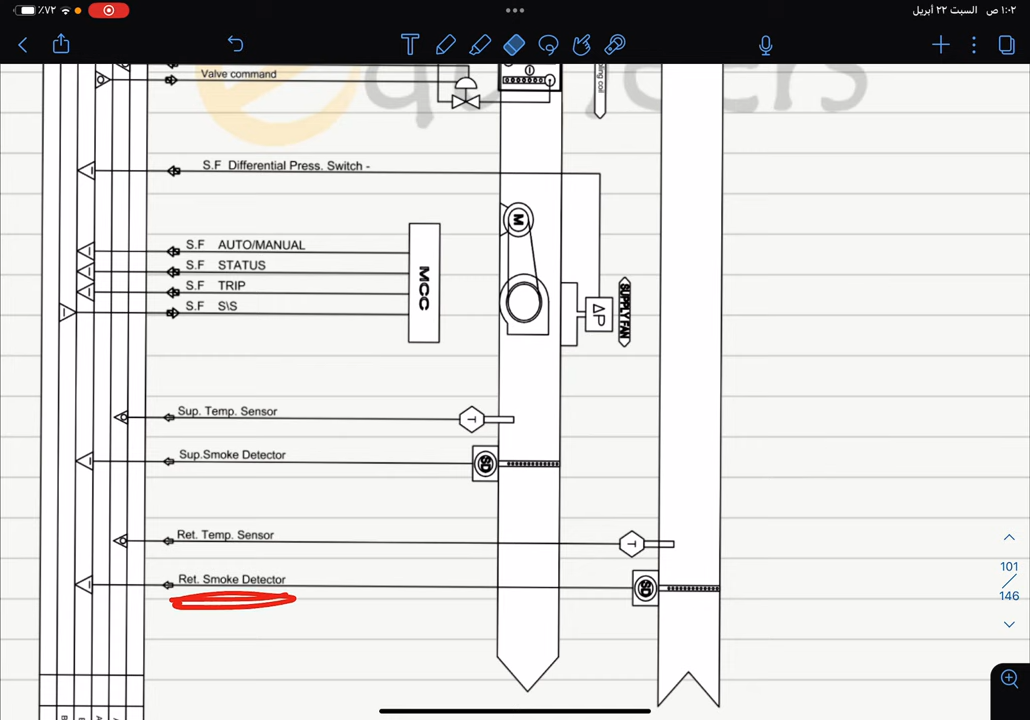 ٪٧٢
١:٠٢ ص السبت ٢٢ أبريل
Valve command
S.F Differential Press. Switch -
S.F AUTO/MANUAL
S.F STATUS
S.F TRIP
S.F S\S
MCC
M
ΔP
SUPPLY FAN
Sup. Temp. Sensor
T
Sup.Smoke Detector
SD
Ret. Temp. Sensor
T
Ret. Smoke Detector
SD
101
146